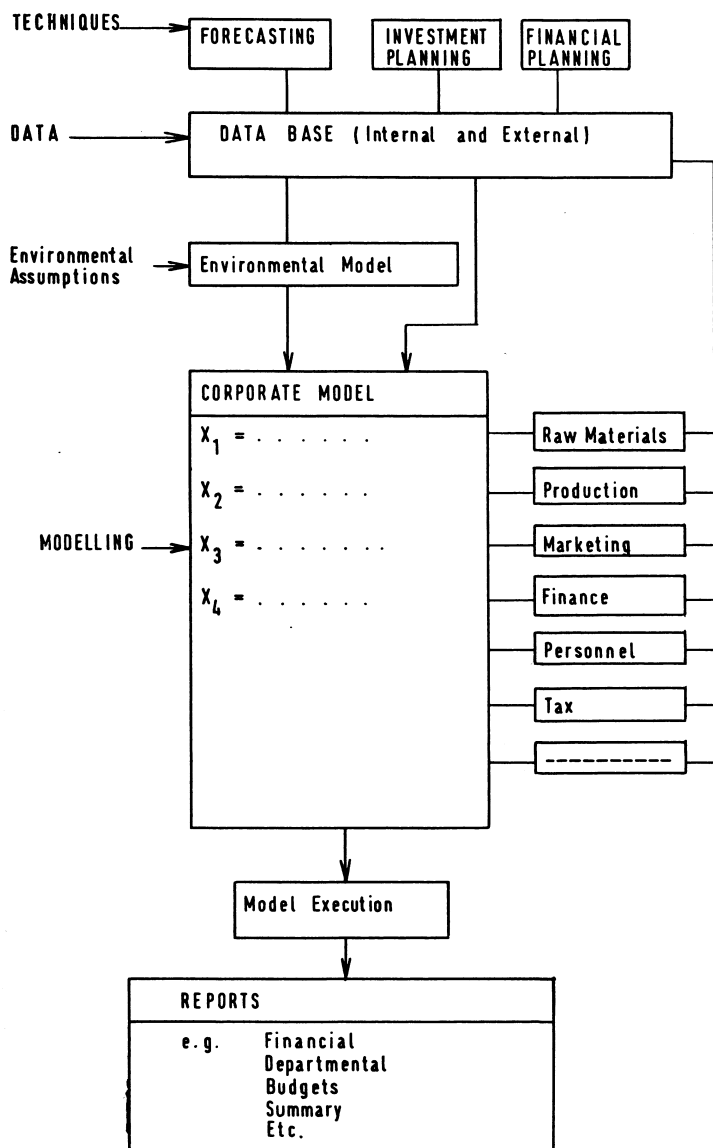 TECHNIQUES
FORECASTING
INVESTMENT
PLANNING
FINANCIAL
PLANNING
DATA
DATA BASE (Internal and External)
Environmental
Assumptions
Environmental Model
CORPORATE MODEL
X1 = . . . . . .
X2 = . . . . . .
MODELLING
X3 = . . . . . . .
X4 = . . . . . .
Raw Materials
Production
Marketing
Finance
Personnel
Tax
----------
Model Execution
REPORTS
e.g. Financial
Departmental
Budgets
Summary
Etc.